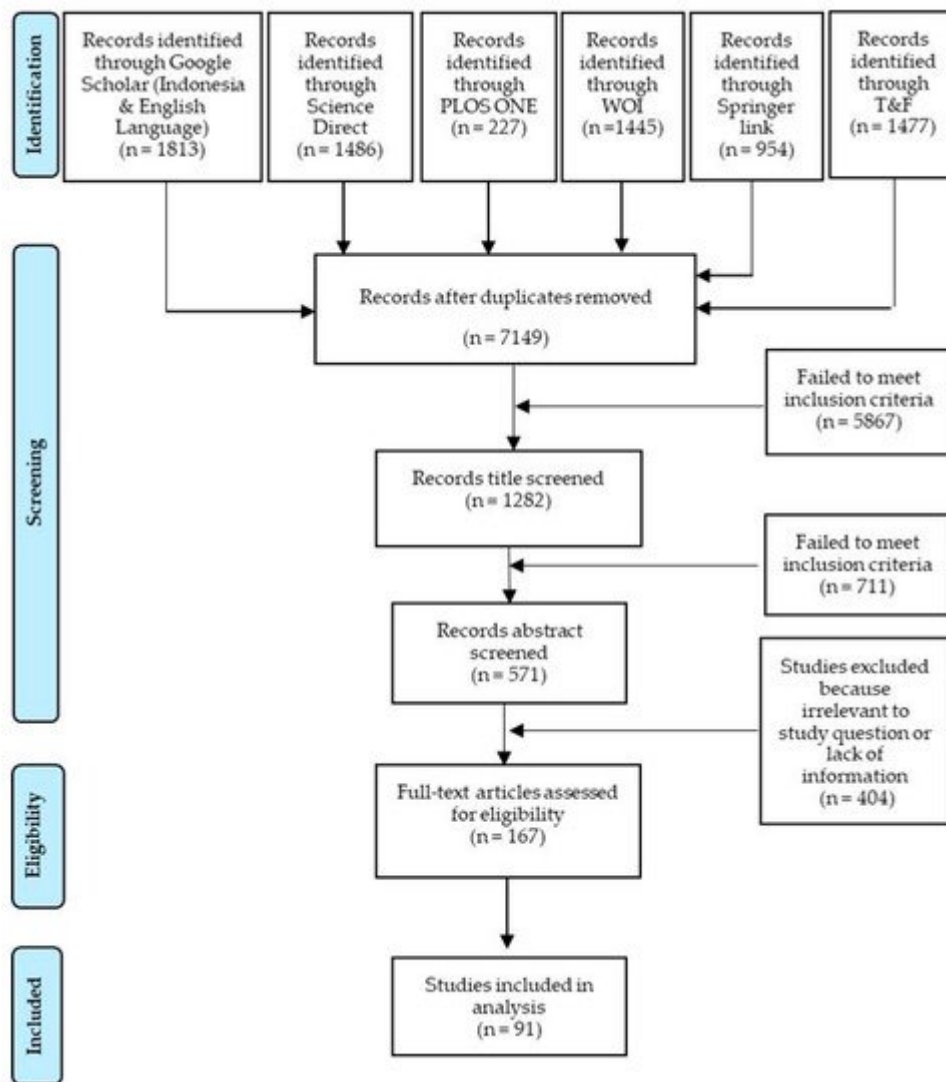 Identification
Records identified
through Google
Scholar (Indonesia
& English
Language)
(n = 1813)
Records
identified
through
Science
Direct
(n = 1486)
Records
identified
through
PLOS ONE
(n = 227)
Records
identified
through
WOI
(n =1445)
Records
identified
through
Springer
link
(n = 954)
Records
identified
through
T&F
(n = 1477)
Screening
Records after duplicates removed
(n = 7149)
Failed to meet
inclusion criteria
(n = 5867)
Records title screened
(n = 1282)
Failed to meet
inclusion criteria
(n = 711)
Records abstract
screened
(n = 571)
Studies excluded
because
irrelevant to
study question or
lack of
information
(n = 404)
Eligibility
Full-text articles assessed
for eligibility
(n = 167)
Included
Studies included in
analysis
(n = 91)